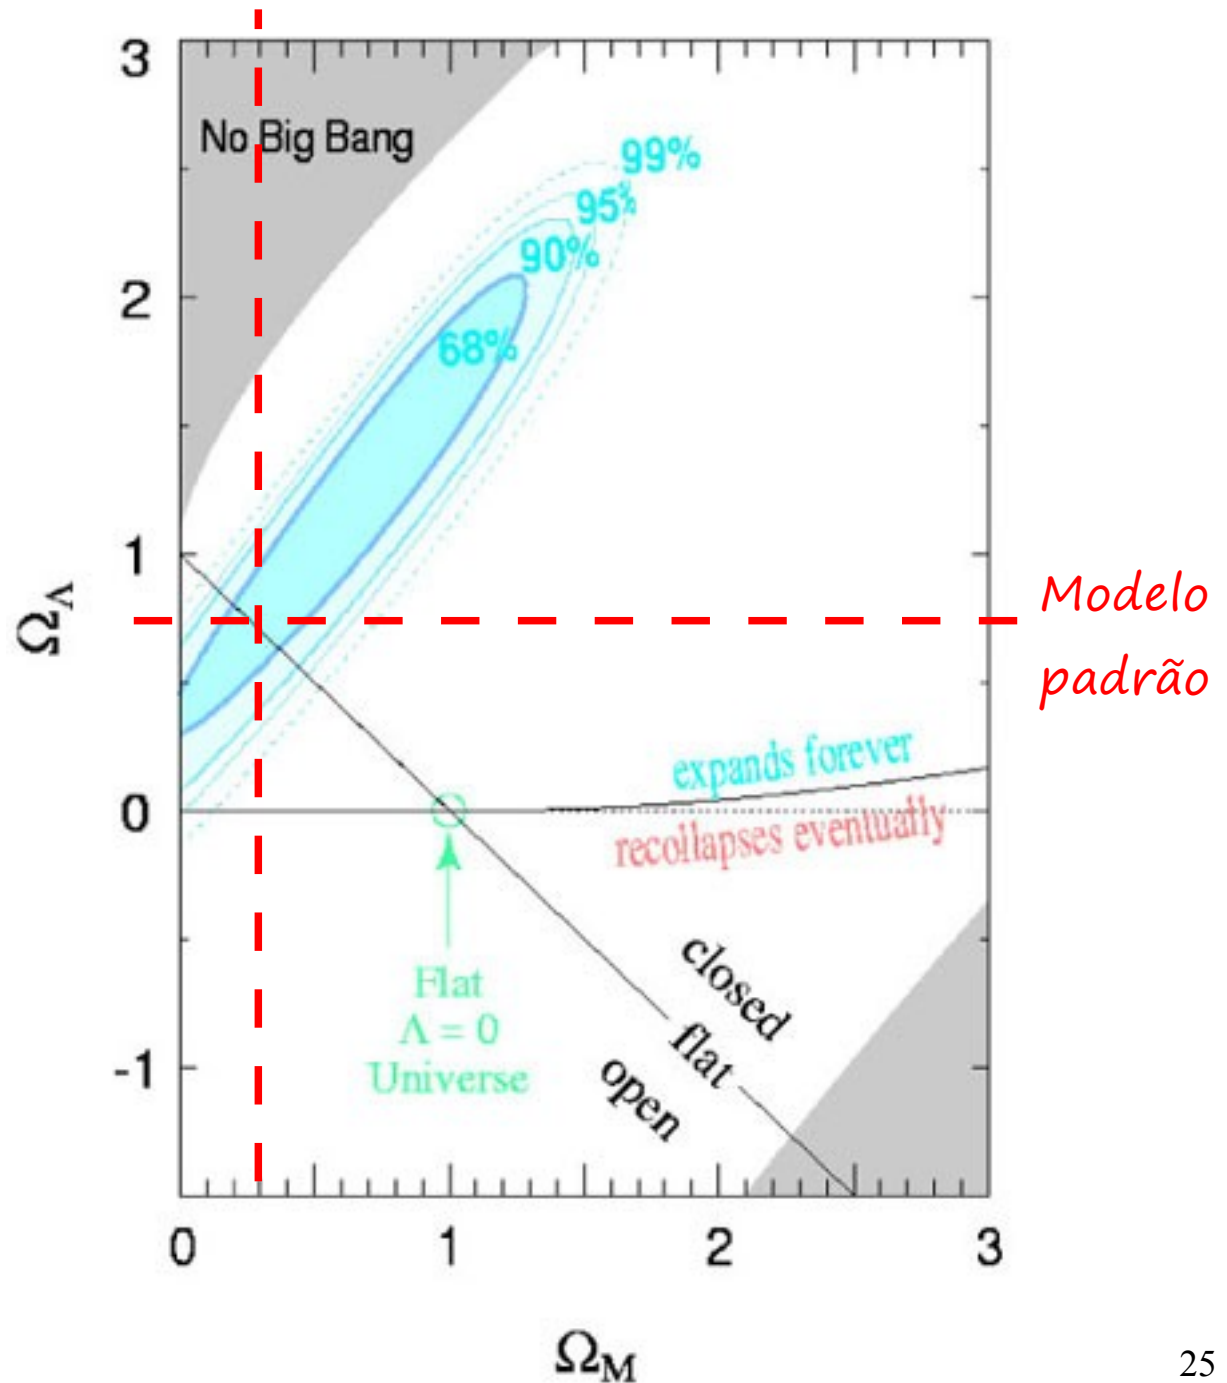 3
No Big Bang
99%
95%
90%
2
68%
1
Modelo
padrão
Ω_Λ
expands forever
0
recollapses eventually
closed
Flat
Λ = 0
flat
Universe
-1
open
0 1 2 3
Ω_M
25